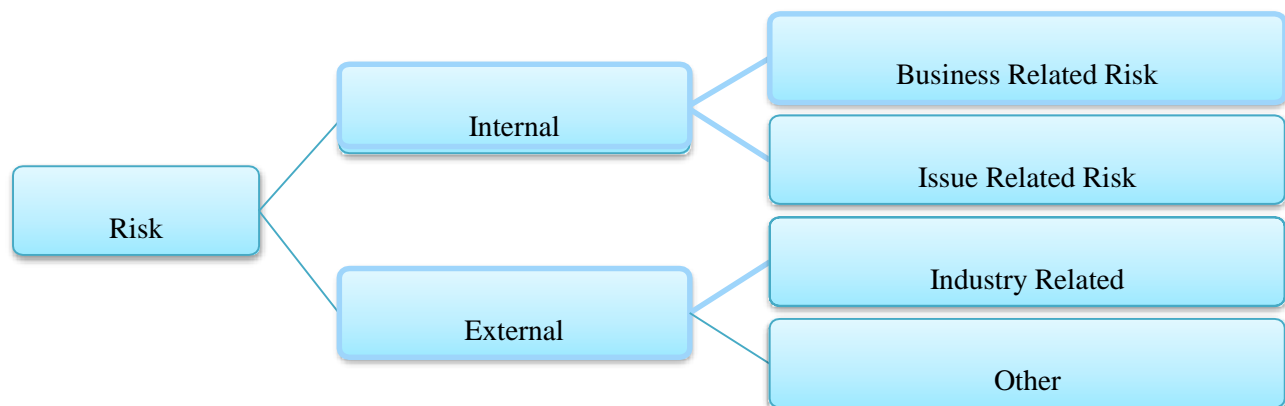 Risk
Internal
Business Related Risk
Issue Related Risk
External
Industry Related
Other